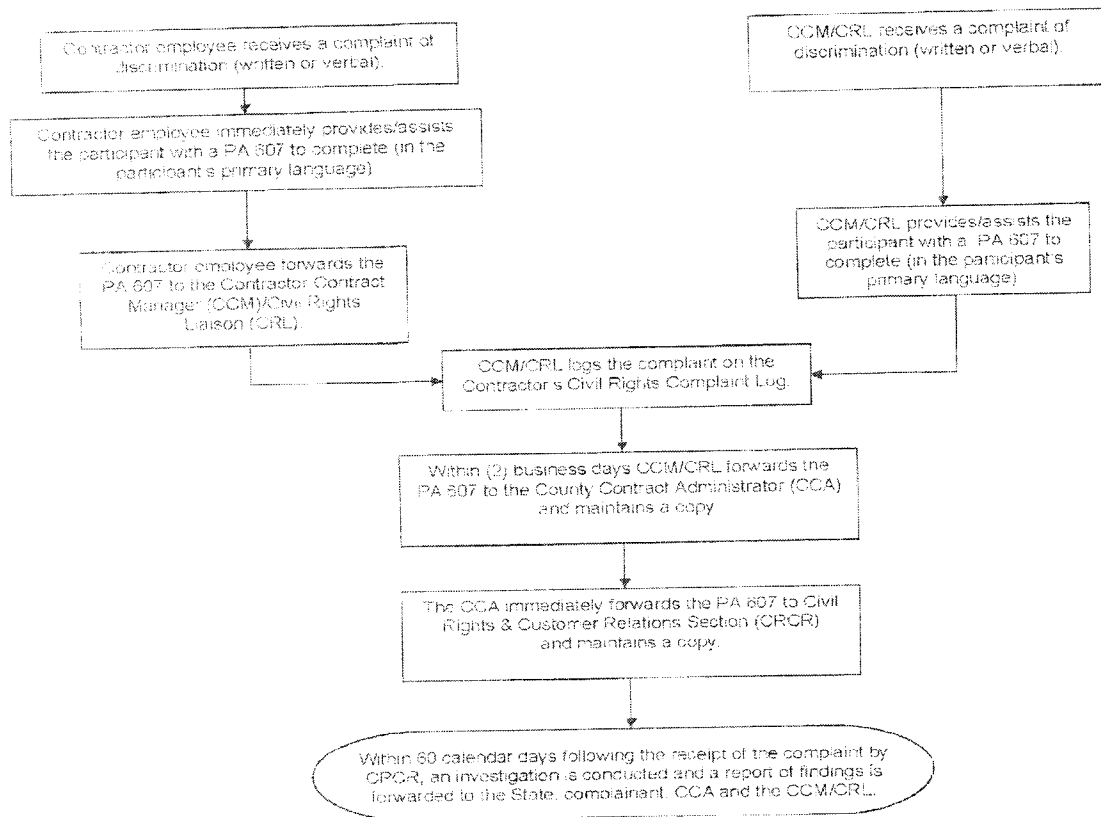 Contractor employee receives a complaint of
discrimination (written or verbal).
CCM/CRL receives a complaint of
discrimination (written or verbal).
Contractor employee immediately provides/assists
the participant with a PA 607 to complete (in the
participant's primary language)
CCM/CRL provides/assists the
participant with a PA 607 to
complete (in the participant's
primary language)
Contractor employee forwards the
PA 607 to the Contractor Contract
Manager (CCM)/Civil Rights
Liaison (CRL).
CCM/CRL logs the complaint on the
Contractor's Civil Rights Complaint Log.
Within (2) business days CCM/CRL forwards the
PA 607 to the County Contract Administrator (CCA)
and maintains a copy
The CCA immediately forwards the PA 607 to Civil
Rights & Customer Relations Section (CRCR)
and maintains a copy.
Within 60 calendar days following the receipt of the complaint by
CRCR, an investigation is conducted and a report of findings is
forwarded to the State, complainant, CCA and the CCM/CRL.